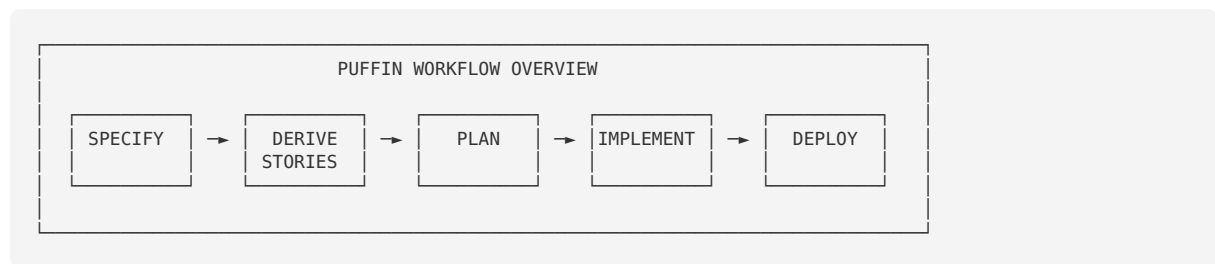 PUFFIN WORKFLOW OVERVIEW
SPECIFY → DERIVE → PLAN → IMPLEMENT → DEPLOY
STORIES